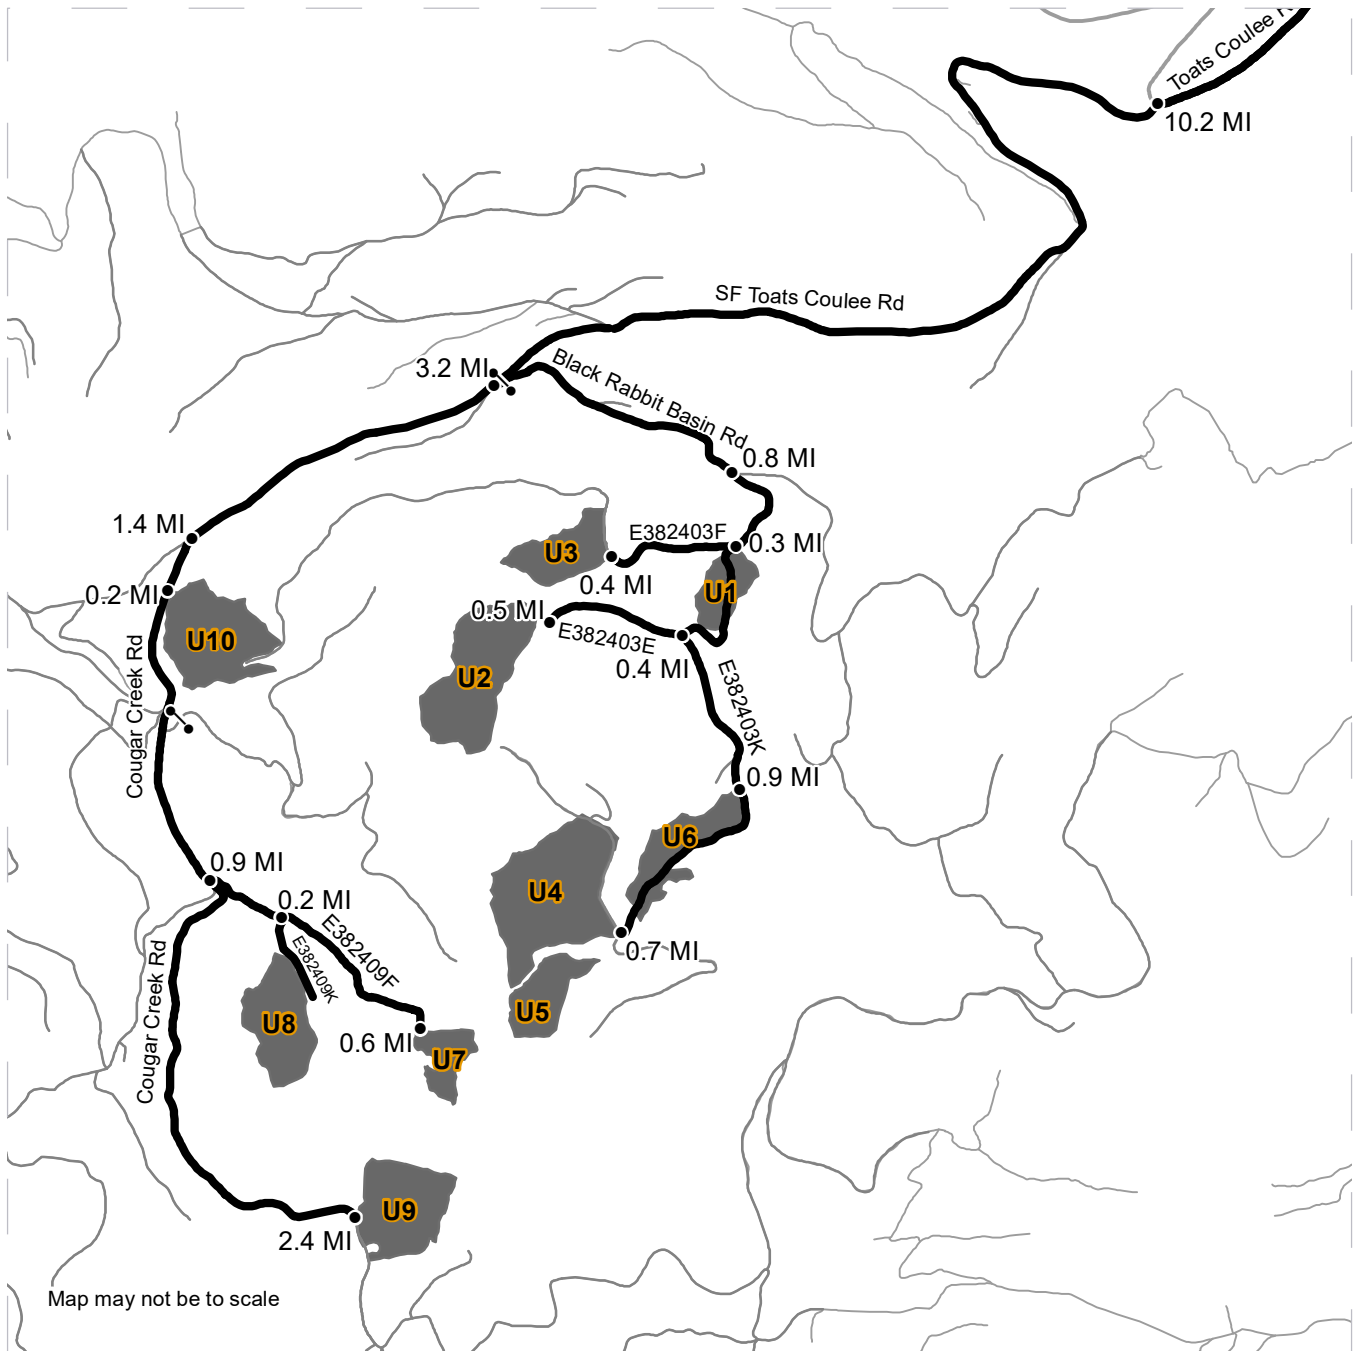 Toats Coulee R
10.2 MI
SF Toats Coulee Rd
3.2 MI
Black Rabbit Basin Rd
0.8 MI
1.4 MI
E382403F
0.3 MI
U3
0.4 MI
U1
0.2 MI
0.5 MI
E382403E
U10
0.4 MI
U2
E382403K
Cougar Creek Rd
0.9 MI
U6
0.9 MI
U4
0.2 MI
E382409F
E382409K
0.7 MI
Cougar Creek Rd
U5
U8
0.6 MI
U7
U9
2.4 MI
Map may not be to scale